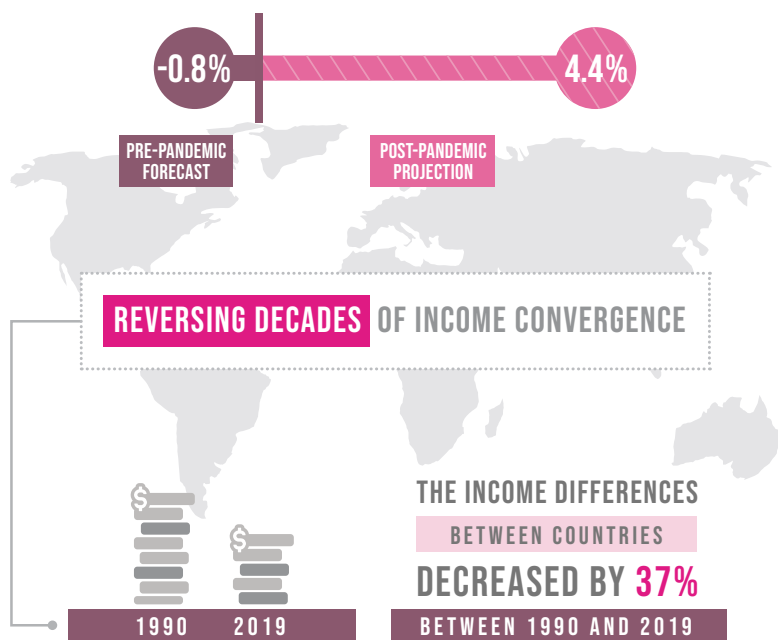 -0.8%
4.4%
PRE-PANDEMIC
FORECAST
POST-PANDEMIC
PROJECTION
REVERSING DECADES OF INCOME CONVERGENCE
$
$
1990 2019
THE INCOME DIFFERENCES
BETWEEN COUNTRIES
DECREASED BY 37%
BETWEEN 1990 AND 2019